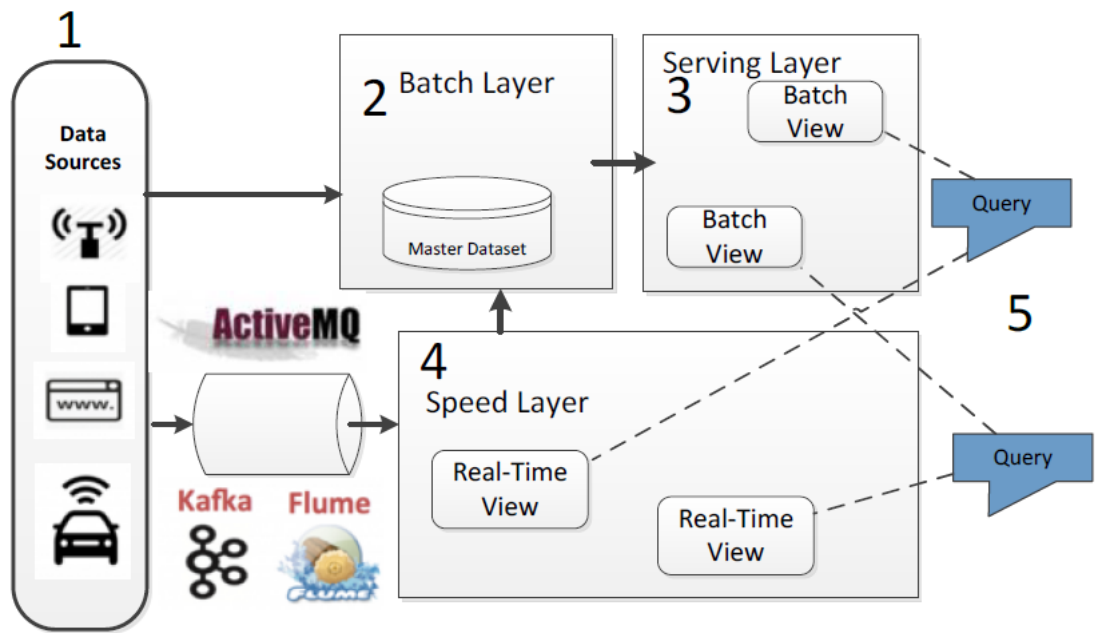 1
Data
Sources
www.
ActiveMQ
Kafka
Flume
FLUME
2
Batch Layer
Master Dataset
Serving Layer
3
Batch
View
Batch
View
Query
4
Speed Layer
Real-Time
View
Real-Time
View
5
Query